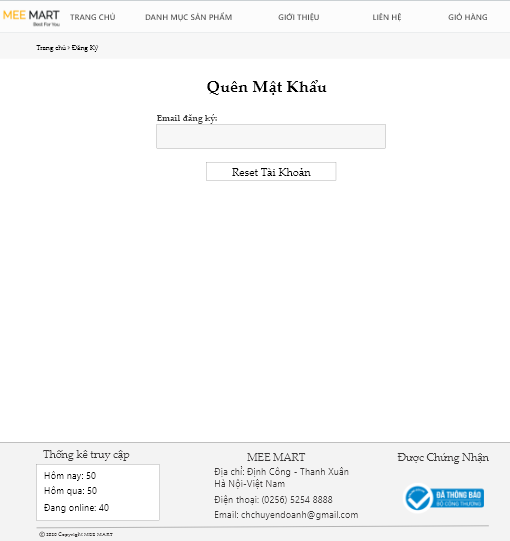 MEE MART
Best For You
TRANG CHỦ
DANH MỤC SẢN PHẨM
GIỚI THIỆU
LIÊN HỆ
GIỎ HÀNG
Trang chủ > Đăng Ký
Quên Mật Khẩu
Email đăng ký:
Reset Tài Khoản
Thống kê truy cập
Hôm nay: 50
Hôm qua: 50
Đang online: 40
MEE MART
Địa chỉ: Định Công - Thanh Xuân
Hà Nội-Việt Nam
Điện thoại: (0256) 5254 8888
Email: chchuyendoanh@gmail.com
Được Chứng Nhận
ĐÃ THÔNG BÁO
BỘ CÔNG THƯƠNG
© 2020 Copyright MEE MART